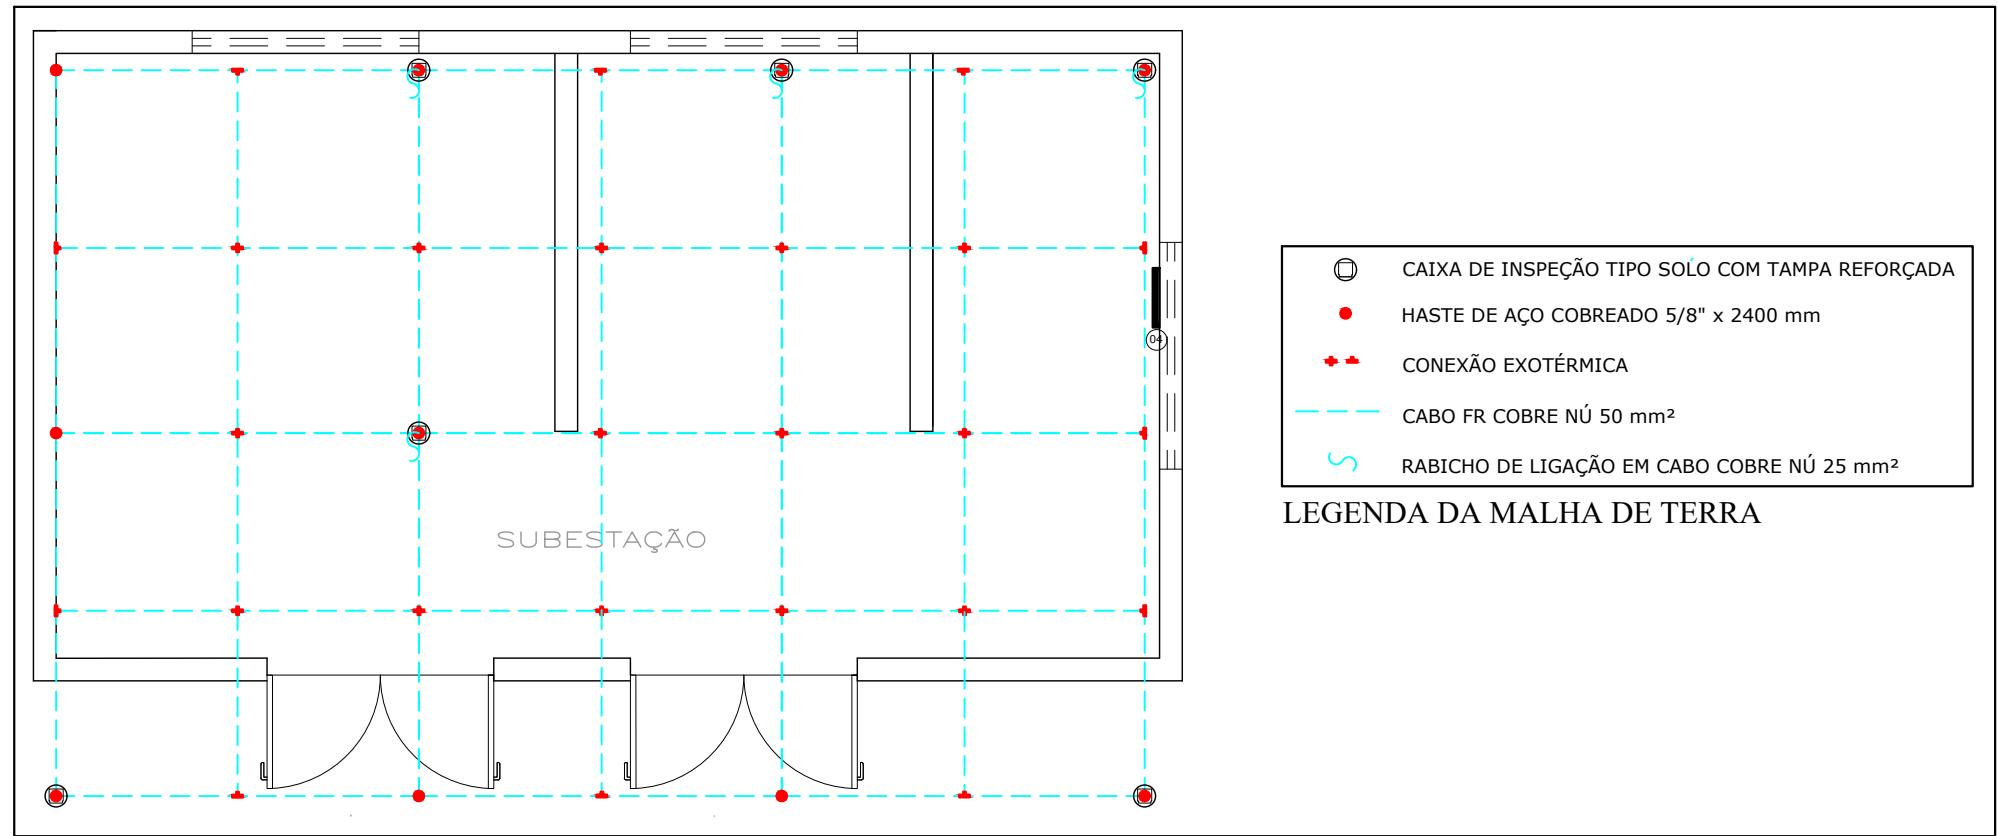 CAIXA DE INSPEÇÃO TIPO SOLO COM TAMPA REFORÇADA
HASTE DE AÇO COBREADO 5/8" x 2400 mm
04
CONEXÃO EXOTÉRMICA
CABO FR COBRE NÚ 50 mm²
RABICHO DE LIGAÇÃO EM CABO COBRE NÚ 25 mm²
LEGENDA DA MALHA DE TERRA
SUBESTAÇÃO